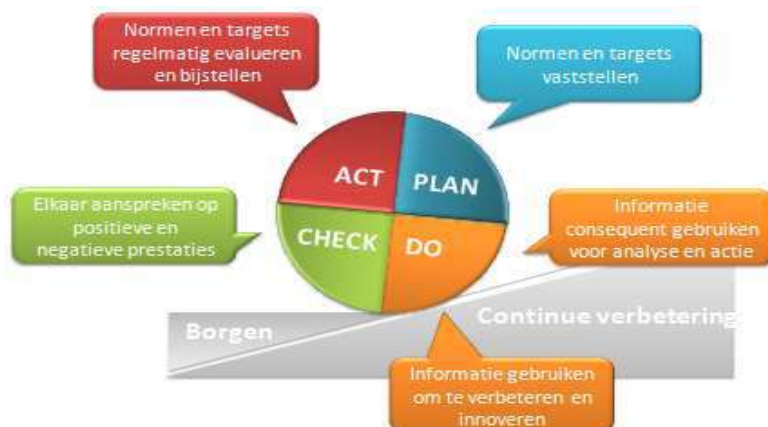 Normen en targets
regelmatig evalueren
en bijstellen
Normen en targets
vaststellen
ACT
PLAN
CHECK
DO
Elkaar aanspreken op
positieve en
negatieve prestaties
Informatie
consequent gebruiken
voor analyse en actie
Borgen
Continue verbetering
Informatie gebruiken
om te verbeteren en
innoveren